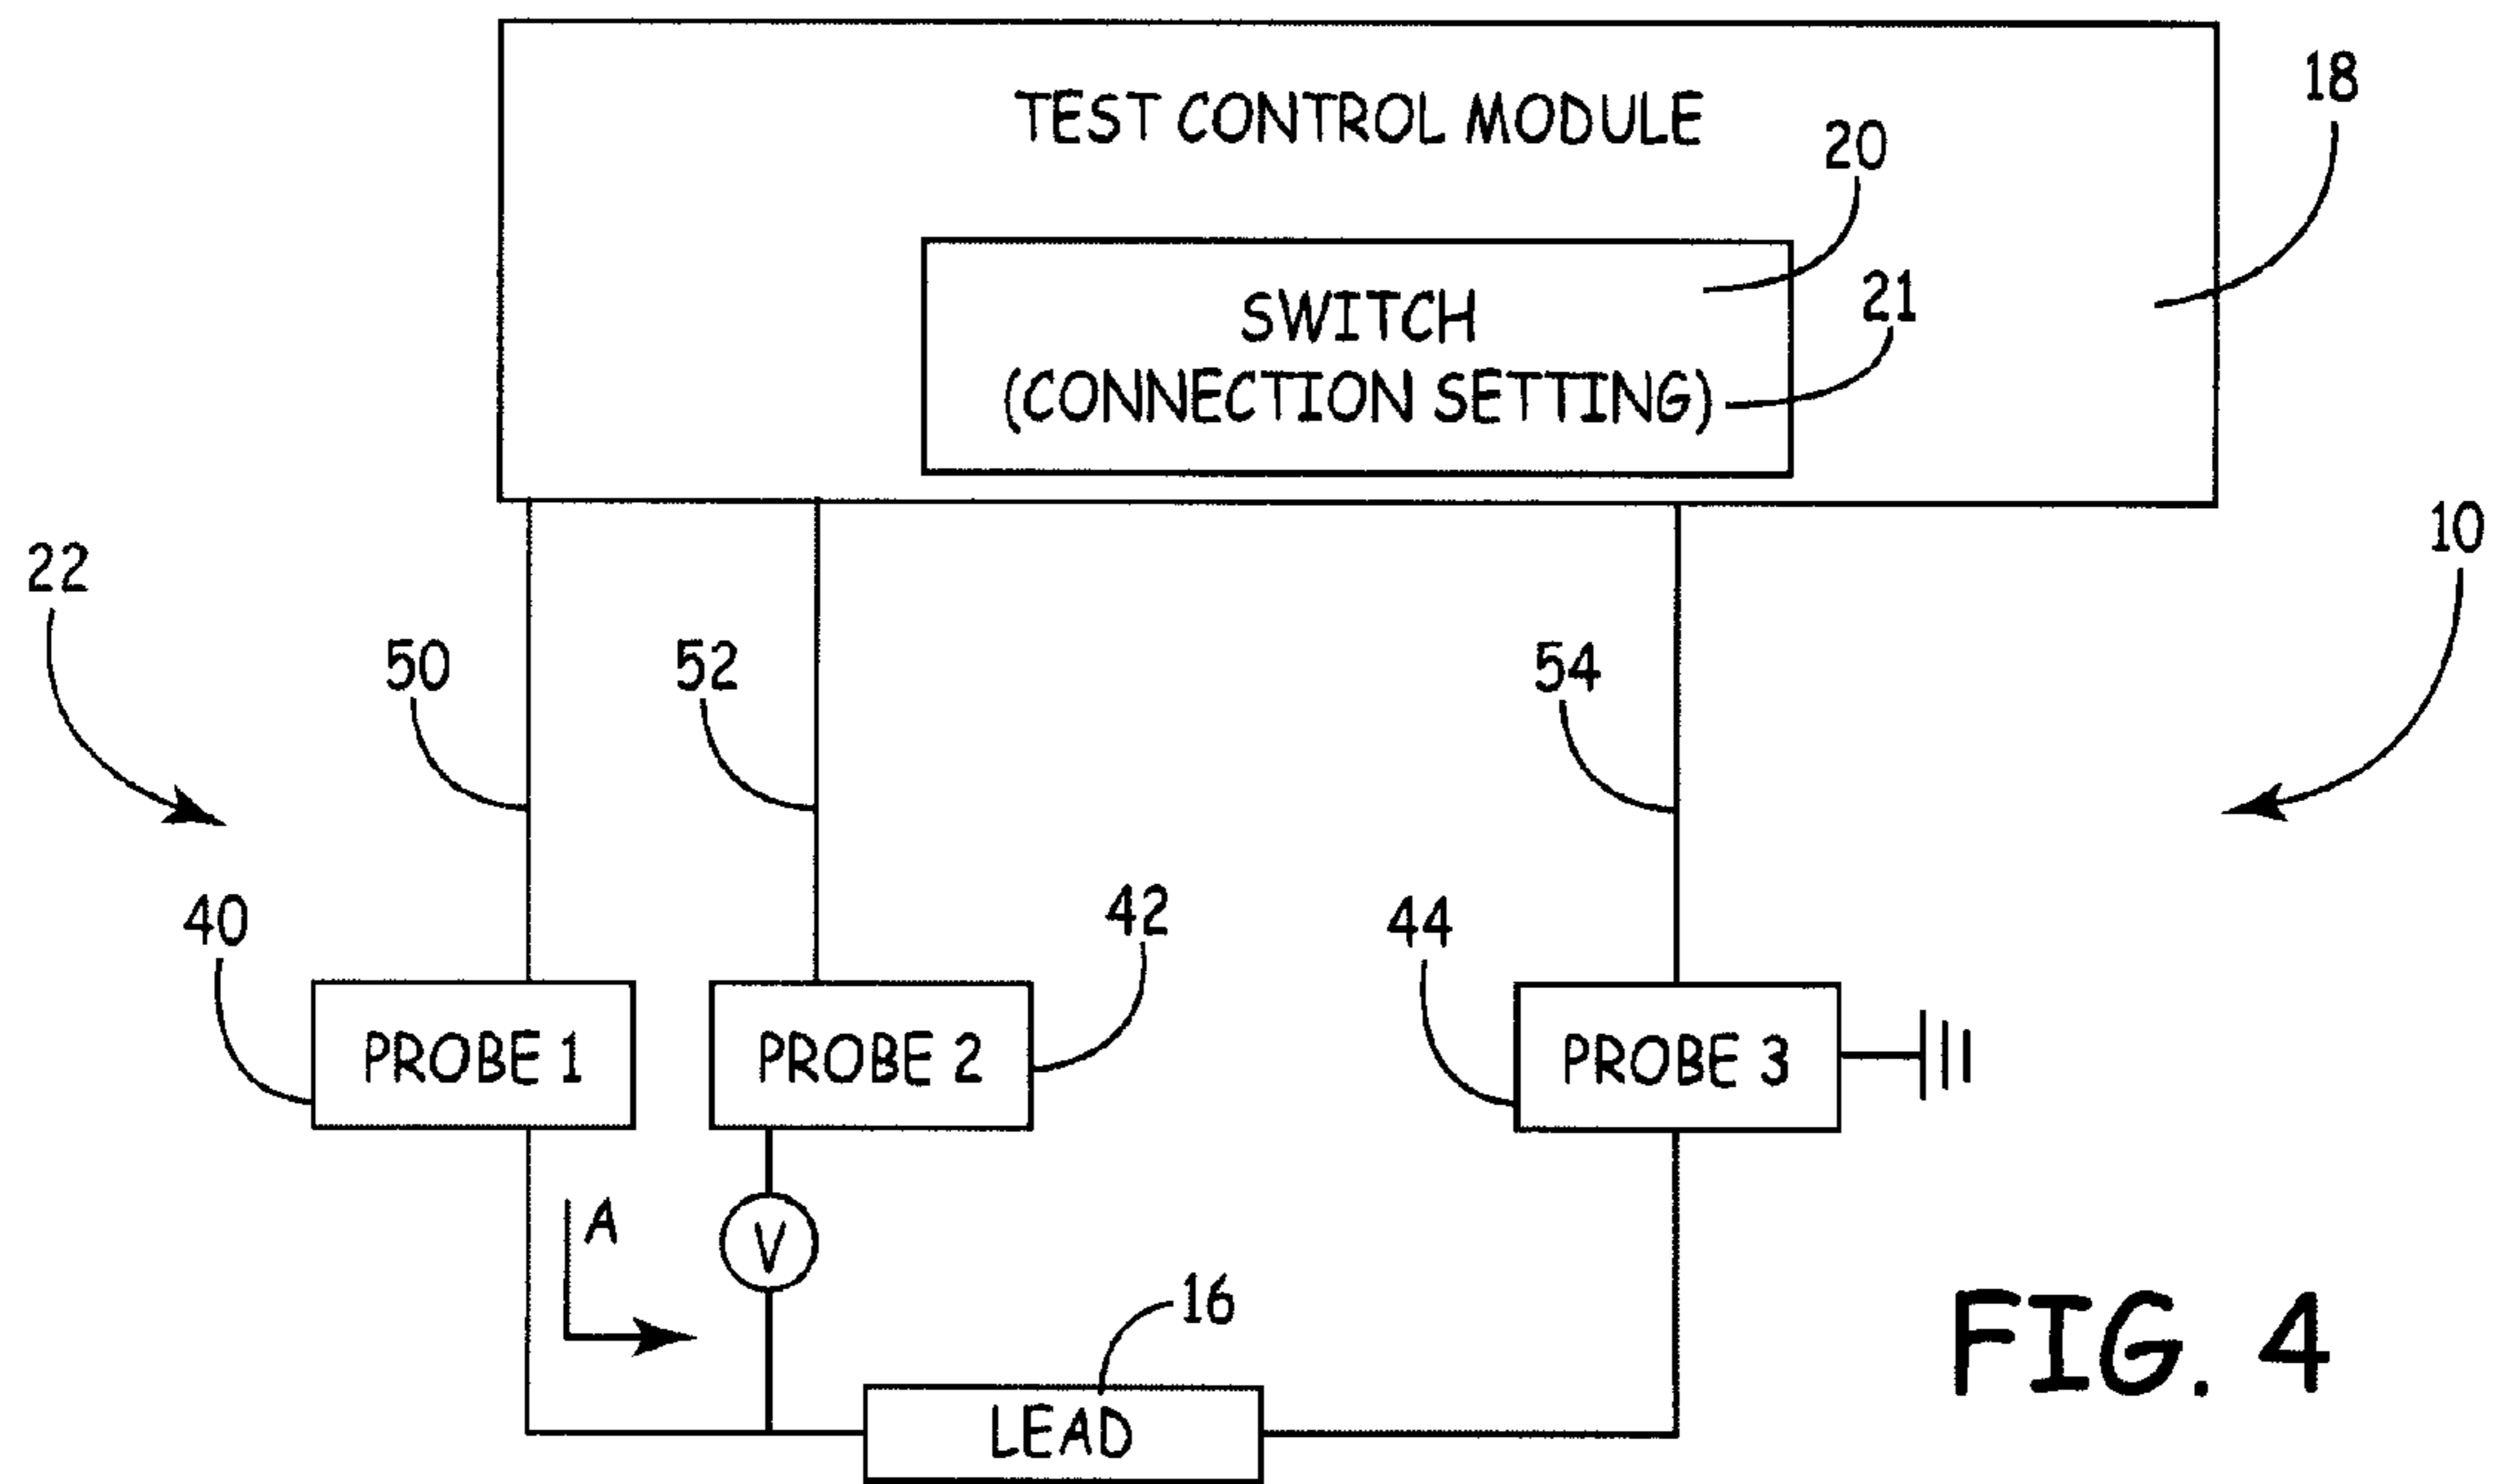 TEST CONTROL MODULE
18
20
SWITCH
(CONNECTION SETTING)
21
22
10
50
52
54
40
42
44
PROBE 1
PROBE 2
PROBE 3
A
V
16
LEAD
FIG. 4